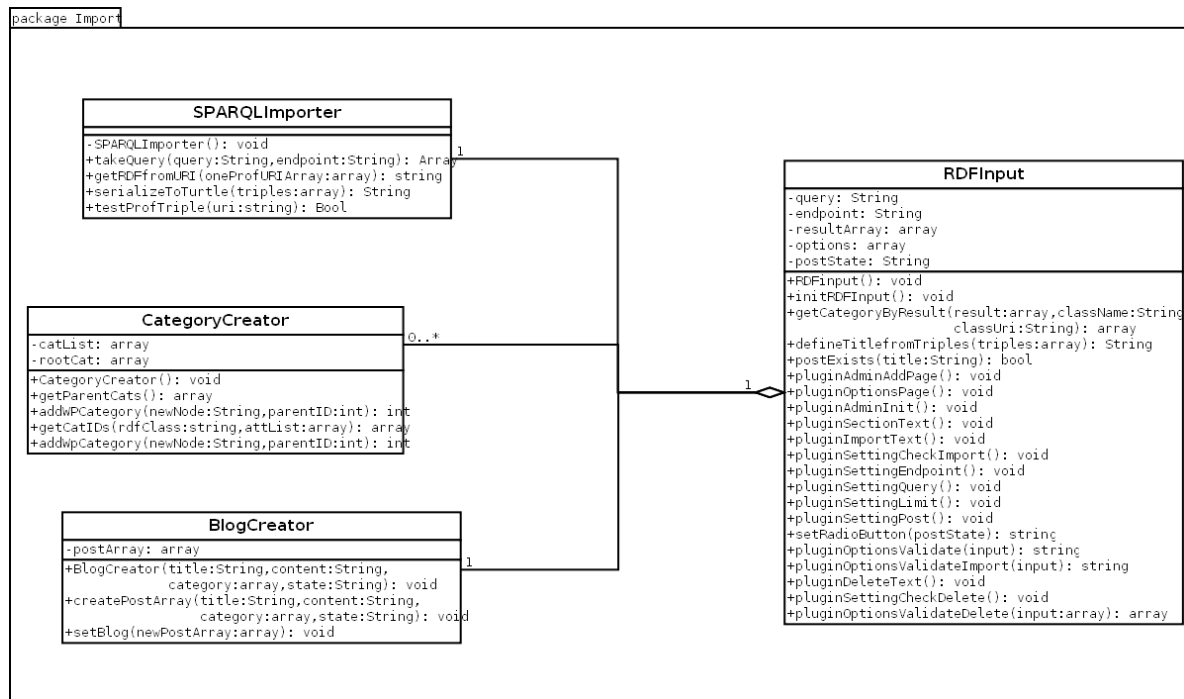 package Import
SPARQLImporter
-SPARQLImporter(): void
+takeQuery(query:String,endpoint:String): Array
+getRDFfromURI(oneProfURIArray:array): string
+serializeToTurtle(triples:array): String
+testProfTriple(uri:string): Bool
1
CategoryCreator
-catList: array
-rootCat: array
+CategoryCreator(): void
+getParentCats(): array
+addWPCategory(newNode:String,parentID:int): int
+getCatIDs(rdfClass:string,attList:array): array
+addWpCategory(newNode:String,parentID:int): int
0..*
BlogCreator
-postArray: array
+BlogCreator(title:String,content:String,
category:array,state:String): void
+createPostArray(title:String,content:String,
category:array,state:String): void
+setBlog(newPostArray:array): void
1
1
RDFInput
-query: String
-endpoint: String
-resultArray: array
-options: array
-postState: String
+RDFinput(): void
+initRDFInput(): void
+getCategoryByResult(result:array,className:String
classUri:String): array
+defineTitlefromTriples(triples:array): String
+postExists(title:String): bool
+pluginAdminAddPage(): void
+pluginOptionsPage(): void
+pluginAdminInit(): void
+pluginSectionText(): void
+pluginImportText(): void
+pluginSettingCheckImport(): void
+pluginSettingEndpoint(): void
+pluginSettingQuery(): void
+pluginSettingLimit(): void
+pluginSettingPost(): void
+setRadioButton(postState): string
+pluginOptionsValidate(input): string
+pluginOptionsValidateImport(input): string
+pluginDeleteText(): void
+pluginSettingCheckDelete(): void
+pluginOptionsValidateDelete(input:array): array